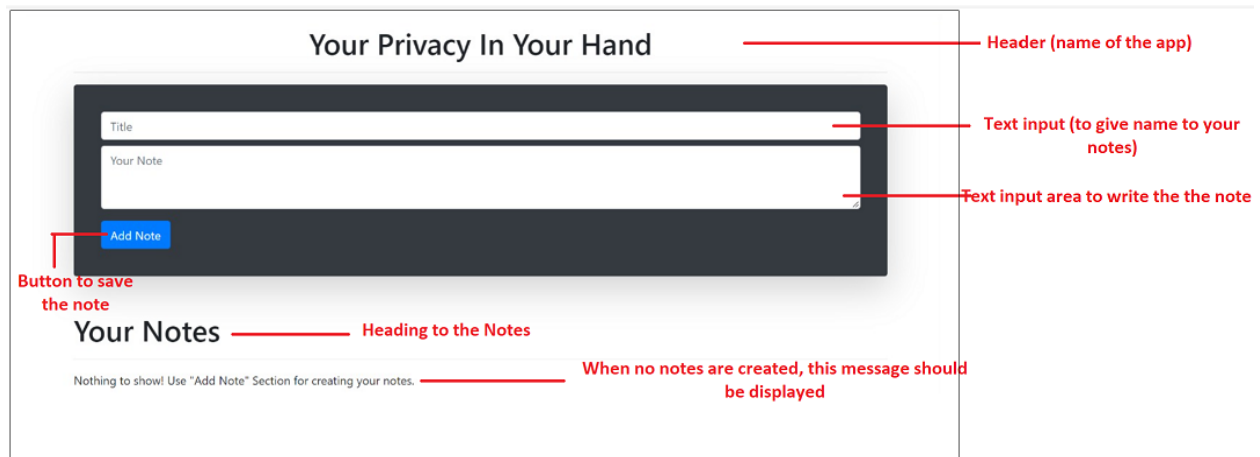 Your Privacy In Your Hand
Header (name of the app)
Title
Text input (to give name to your
notes)
Your Note
Text input area to write the the note
Add Note
Button to save
the note
Your Notes
Heading to the Notes
Nothing to show! Use "Add Note" Section for creating your notes.
When no notes are created, this message should
be displayed